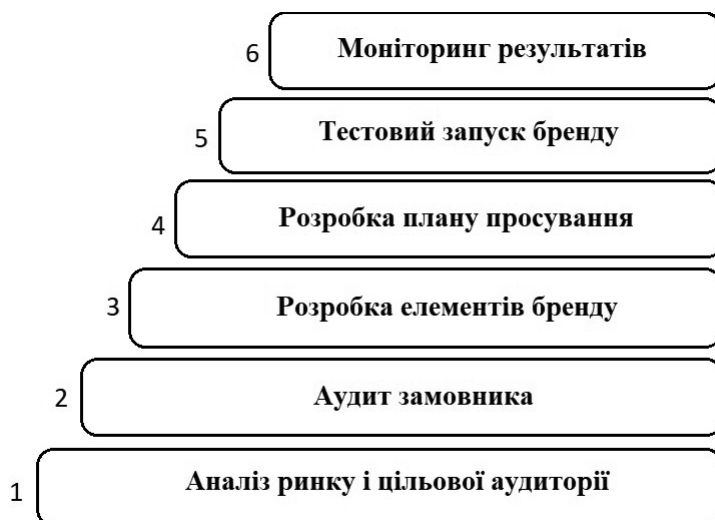 6 Моніторинг результатів
5 Тестовий запуск бренду
4 Розробка плану просування
3 Розробка елементів бренду
2 Аудит замовника
1 Аналіз ринку і цільової аудиторії